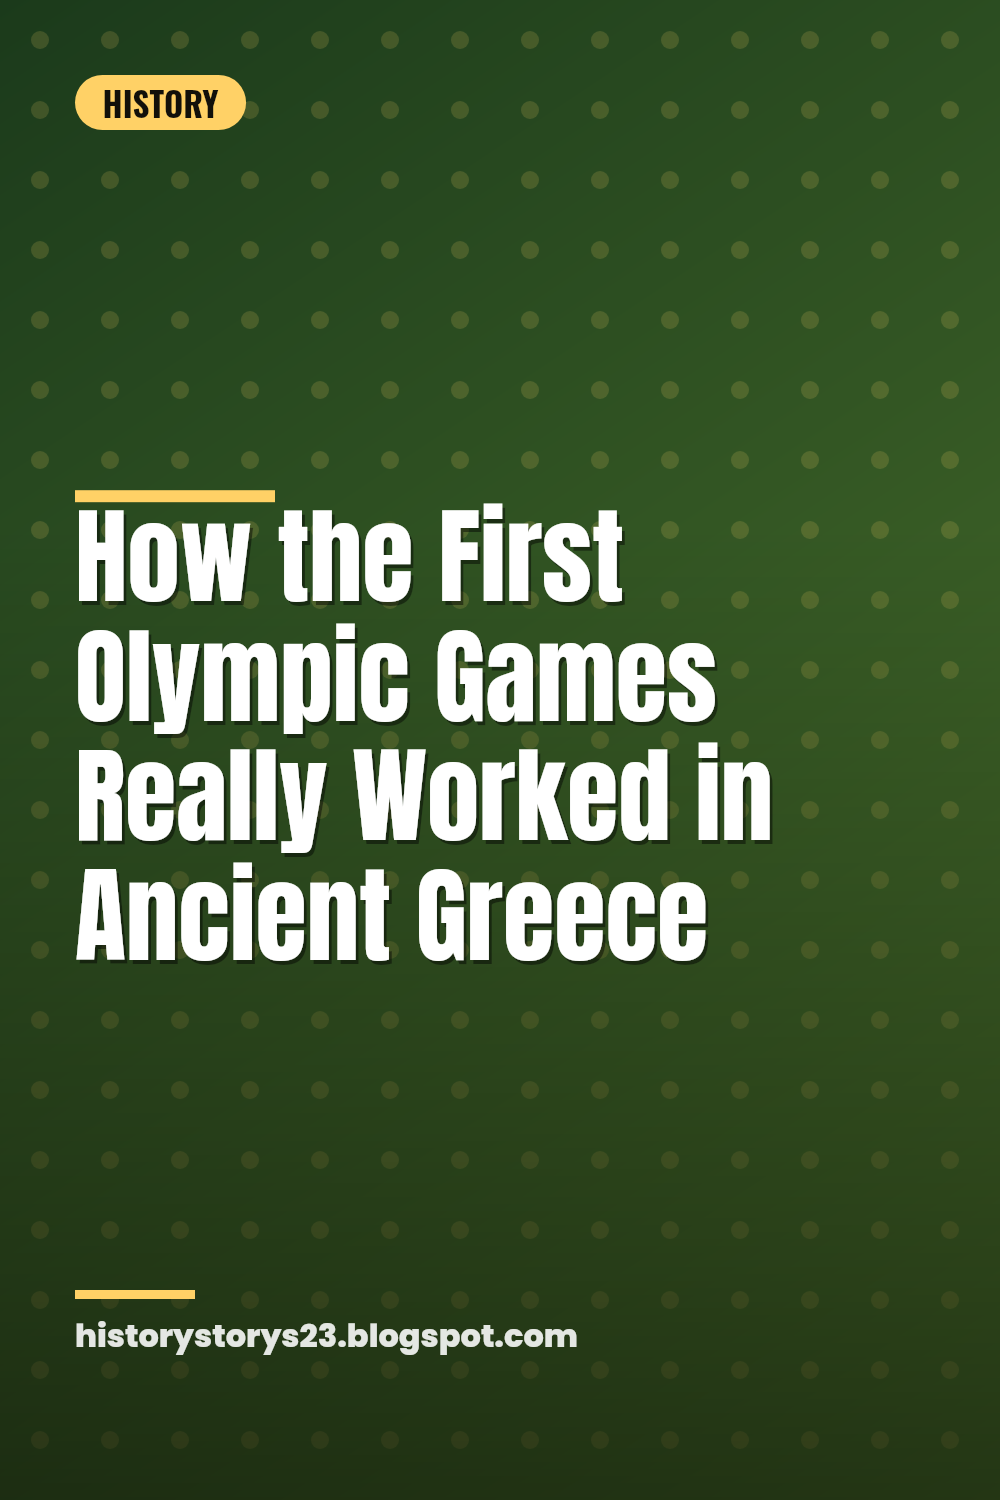 HISTORY
How the First
Olympic Games
Really Worked in
Ancient Greece
historystorys23.blogspot.com